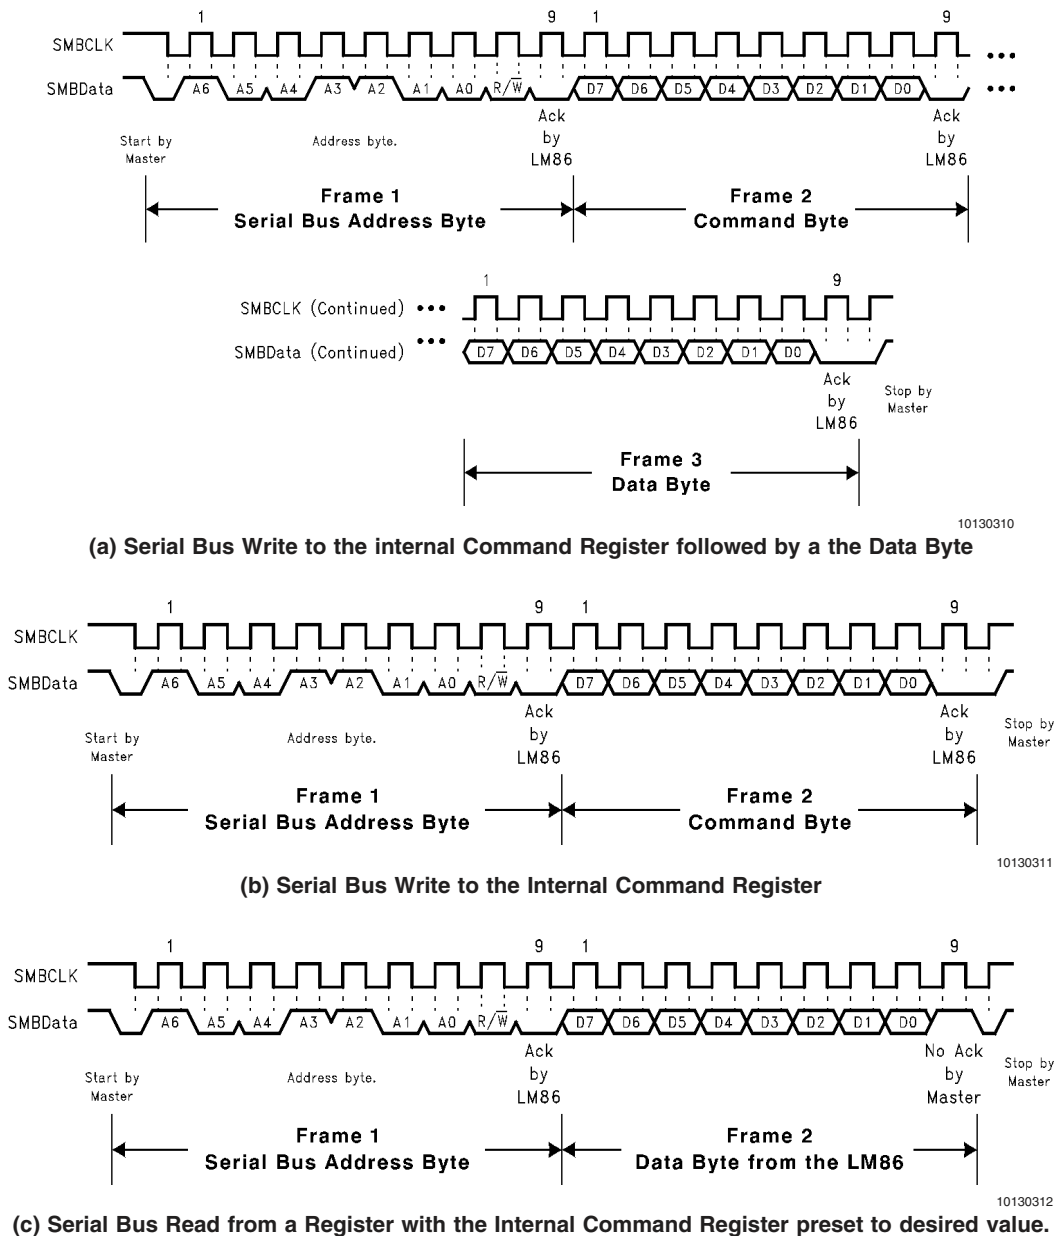 1 9 1 9
SMBCLK
SMBData A6 A5 A4 A3 A2 A1 A0 R/W̅ D7 D6 D5 D4 D3 D2 D1 D0
Start by Master
Address byte.
Ack by LM86
Ack by LM86
Frame 1
Serial Bus Address Byte
Frame 2
Command Byte
1 9
SMBCLK (Continued)
SMBData (Continued) D7 D6 D5 D4 D3 D2 D1 D0
Ack by LM86
Stop by Master
Frame 3
Data Byte
10130310
(a) Serial Bus Write to the internal Command Register followed by a the Data Byte
1 9 1 9
SMBCLK
SMBData A6 A5 A4 A3 A2 A1 A0 R/W̅ D7 D6 D5 D4 D3 D2 D1 D0
Start by Master
Address byte.
Ack by LM86
Ack by LM86
Stop by Master
Frame 1
Serial Bus Address Byte
Frame 2
Command Byte
10130311
(b) Serial Bus Write to the Internal Command Register
1 9 1 9
SMBCLK
SMBData A6 A5 A4 A3 A2 A1 A0 R/W̅ D7 D6 D5 D4 D3 D2 D1 D0
Start by Master
Address byte.
Ack by LM86
No Ack by Master
Stop by Master
Frame 1
Serial Bus Address Byte
Frame 2
Data Byte from the LM86
10130312
(c) Serial Bus Read from a Register with the Internal Command Register preset to desired value.